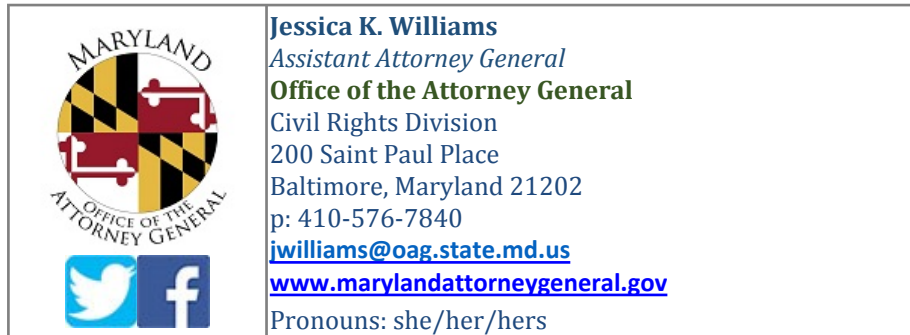 MARYLAND
OFFICE OF THE
ATTORNEY GENERAL
Jessica K. Williams
Assistant Attorney General
Office of the Attorney General
Civil Rights Division
200 Saint Paul Place
Baltimore, Maryland 21202
p: 410-576-7840
jwilliams@oag.state.md.us
www.marylandattorneygeneral.gov
Pronouns: she/her/hers